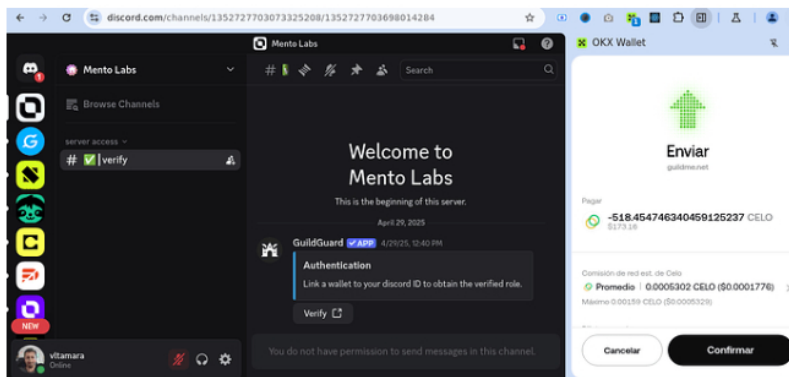 discord.com/channels/1352727703073325208/1352727703698014284
Mento Labs
OKX Wallet
Mento Labs
Search
Browse Channels
server access
verify
Welcome to
Mento Labs
This is the beginning of this server.
April 29, 2025
GuildGuard APP 4/29/25, 12:40 PM
Authentication
Link a wallet to your discord ID to obtain the verified role.
Verify
You do not have permission to send messages in this channel.
NEW
vltamara
Online
Enviar
guildme.net
Pagar
-518.454746340459125237 CELO
$173.16
Comisión de red est. de Celo
Promedio | 0.0005302 CELO ($0.0001776)
Máximo 0.00159 CELO ($0.0005329)
Cancelar
Confirmar